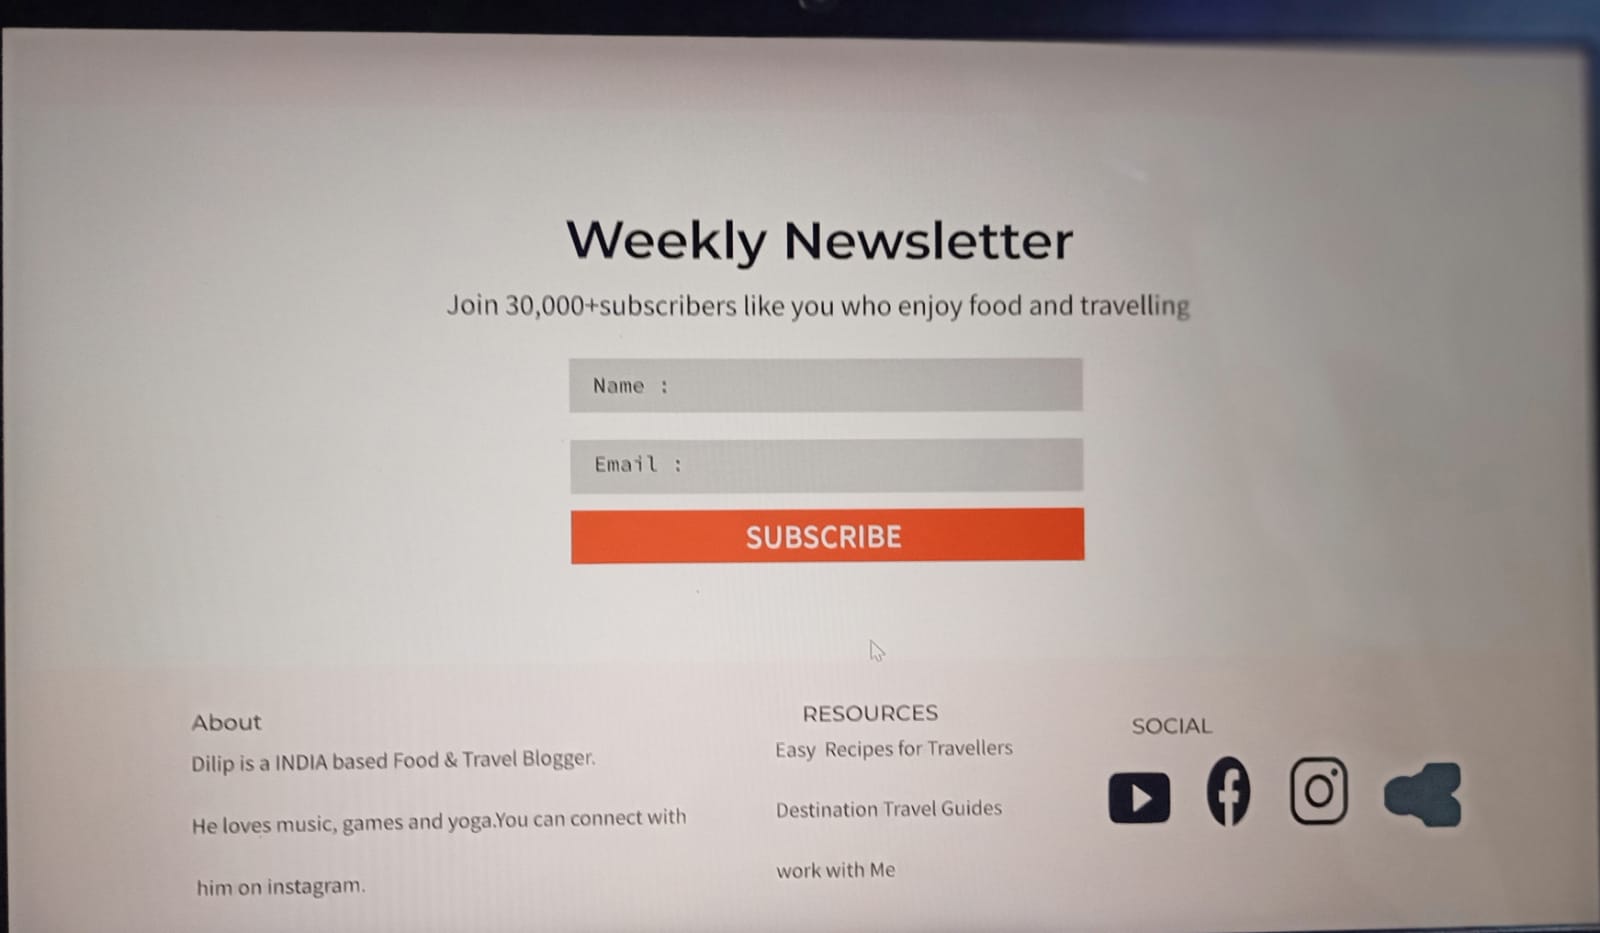 Weekly Newsletter
Join 30,000+subscribers like you who enjoy food and travelling
Name :
Email :
SUBSCRIBE
About
Dilip is a INDIA based Food & Travel Blogger.
He loves music, games and yoga.You can connect with
him on instagram.
RESOURCES
Easy Recipes for Travellers
Destination Travel Guides
work with Me
SOCIAL